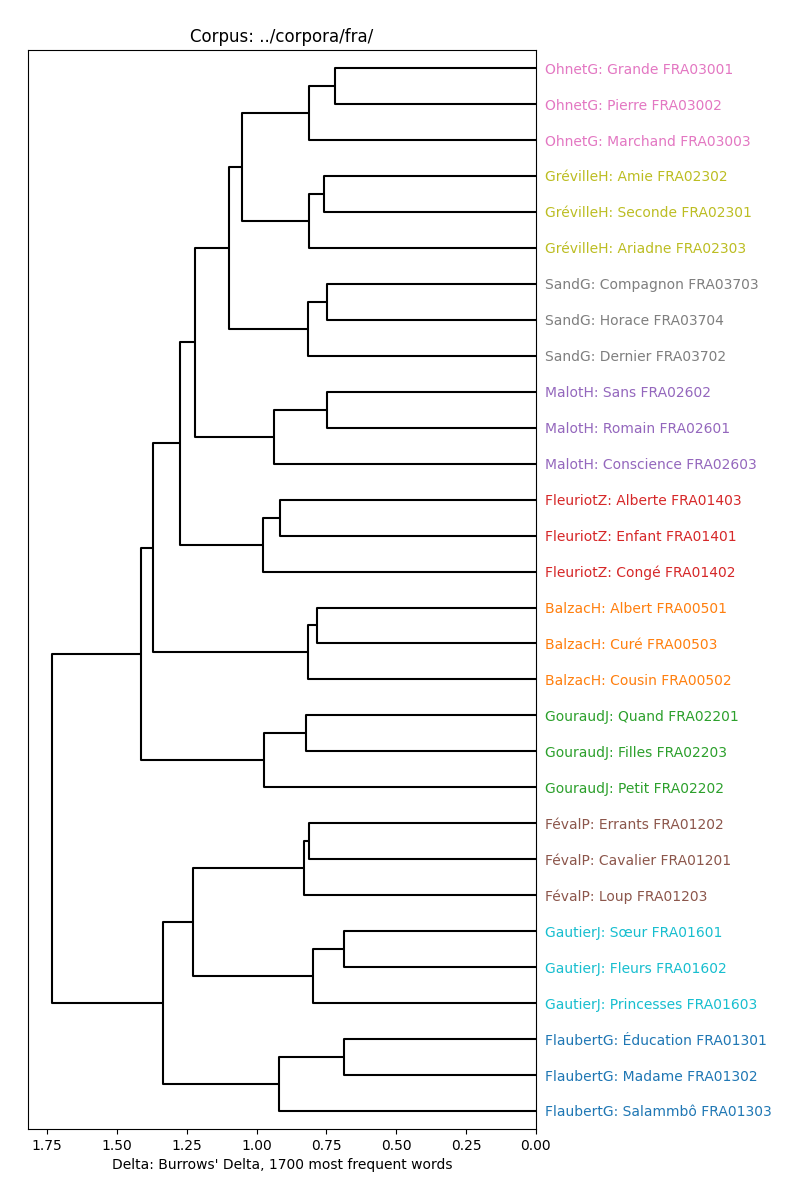 Corpus: ../corpora/fra/
OhnetG: Grande FRA03001
OhnetG: Pierre FRA03002
OhnetG: Marchand FRA03003
GrévilleH: Amie FRA02302
GrévilleH: Seconde FRA02301
GrévilleH: Ariadne FRA02303
SandG: Compagnon FRA03703
SandG: Horace FRA03704
SandG: Dernier FRA03702
MalotH: Sans FRA02602
MalotH: Romain FRA02601
MalotH: Conscience FRA02603
FleuriotZ: Alberte FRA01403
FleuriotZ: Enfant FRA01401
FleuriotZ: Congé FRA01402
BalzacH: Albert FRA00501
BalzacH: Curé FRA00503
BalzacH: Cousin FRA00502
GouraudJ: Quand FRA02201
GouraudJ: Filles FRA02203
GouraudJ: Petit FRA02202
FévalP: Errants FRA01202
FévalP: Cavalier FRA01201
FévalP: Loup FRA01203
GautierJ: Sœur FRA01601
GautierJ: Fleurs FRA01602
GautierJ: Princesses FRA01603
FlaubertG: Éducation FRA01301
FlaubertG: Madame FRA01302
FlaubertG: Salammbô FRA01303
1.75 1.50 1.25 1.00 0.75 0.50 0.25 0.00
Delta: Burrows' Delta, 1700 most frequent words